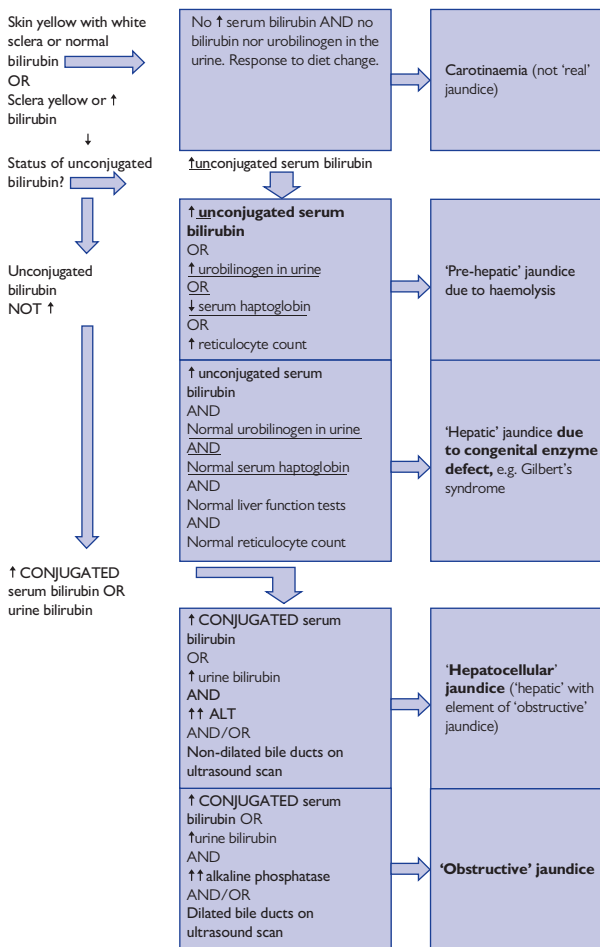 Skin yellow with white
sclera or normal
bilirubin
OR
Sclera yellow or ↑
bilirubin
↓
Status of unconjugated
bilirubin?
No ↑ serum bilirubin AND no
bilirubin nor urobilinogen in the
urine. Response to diet change.
Carotinaemia (not ‘real’
jaundice)
↑unconjugated serum bilirubin
Unconjugated
bilirubin
NOT ↑
↑ unconjugated serum
bilirubin
OR
↑ urobilinogen in urine
OR
↓ serum haptoglobin
OR
↑ reticulocyte count
‘Pre-hepatic’ jaundice
due to haemolysis
↑ unconjugated serum
bilirubin
AND
Normal urobilinogen in urine
AND
Normal serum haptoglobin
AND
Normal liver function tests
AND
Normal reticulocyte count
‘Hepatic’ jaundice due
to congenital enzyme
defect, e.g. Gilbert’s
syndrome
↑ CONJUGATED
serum bilirubin OR
urine bilirubin
↑ CONJUGATED serum
bilirubin
OR
↑ urine bilirubin
AND
↑↑ ALT
AND/OR
Non-dilated bile ducts on
ultrasound scan
‘Hepatocellular’
jaundice (‘hepatic’ with
element of ‘obstructive’
jaundice)
↑ CONJUGATED serum
bilirubin OR
↑urine bilirubin
AND
↑↑alkaline phosphatase
AND/OR
Dilated bile ducts on
ultrasound scan
‘Obstructive’ jaundice